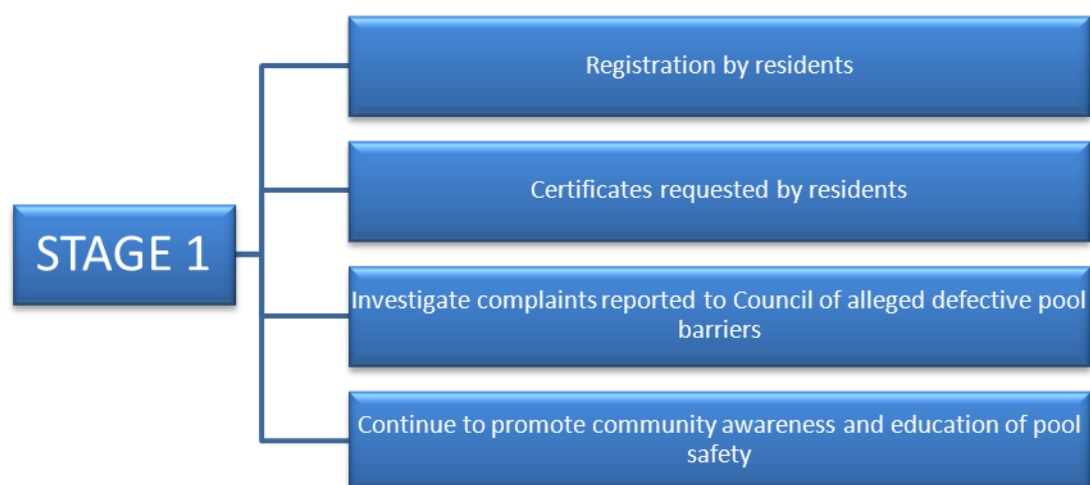 STAGE 1
Registration by residents
Certificates requested by residents
Investigate complaints reported to Council of alleged defective pool
barriers
Continue to promote community awareness and education of pool
safety